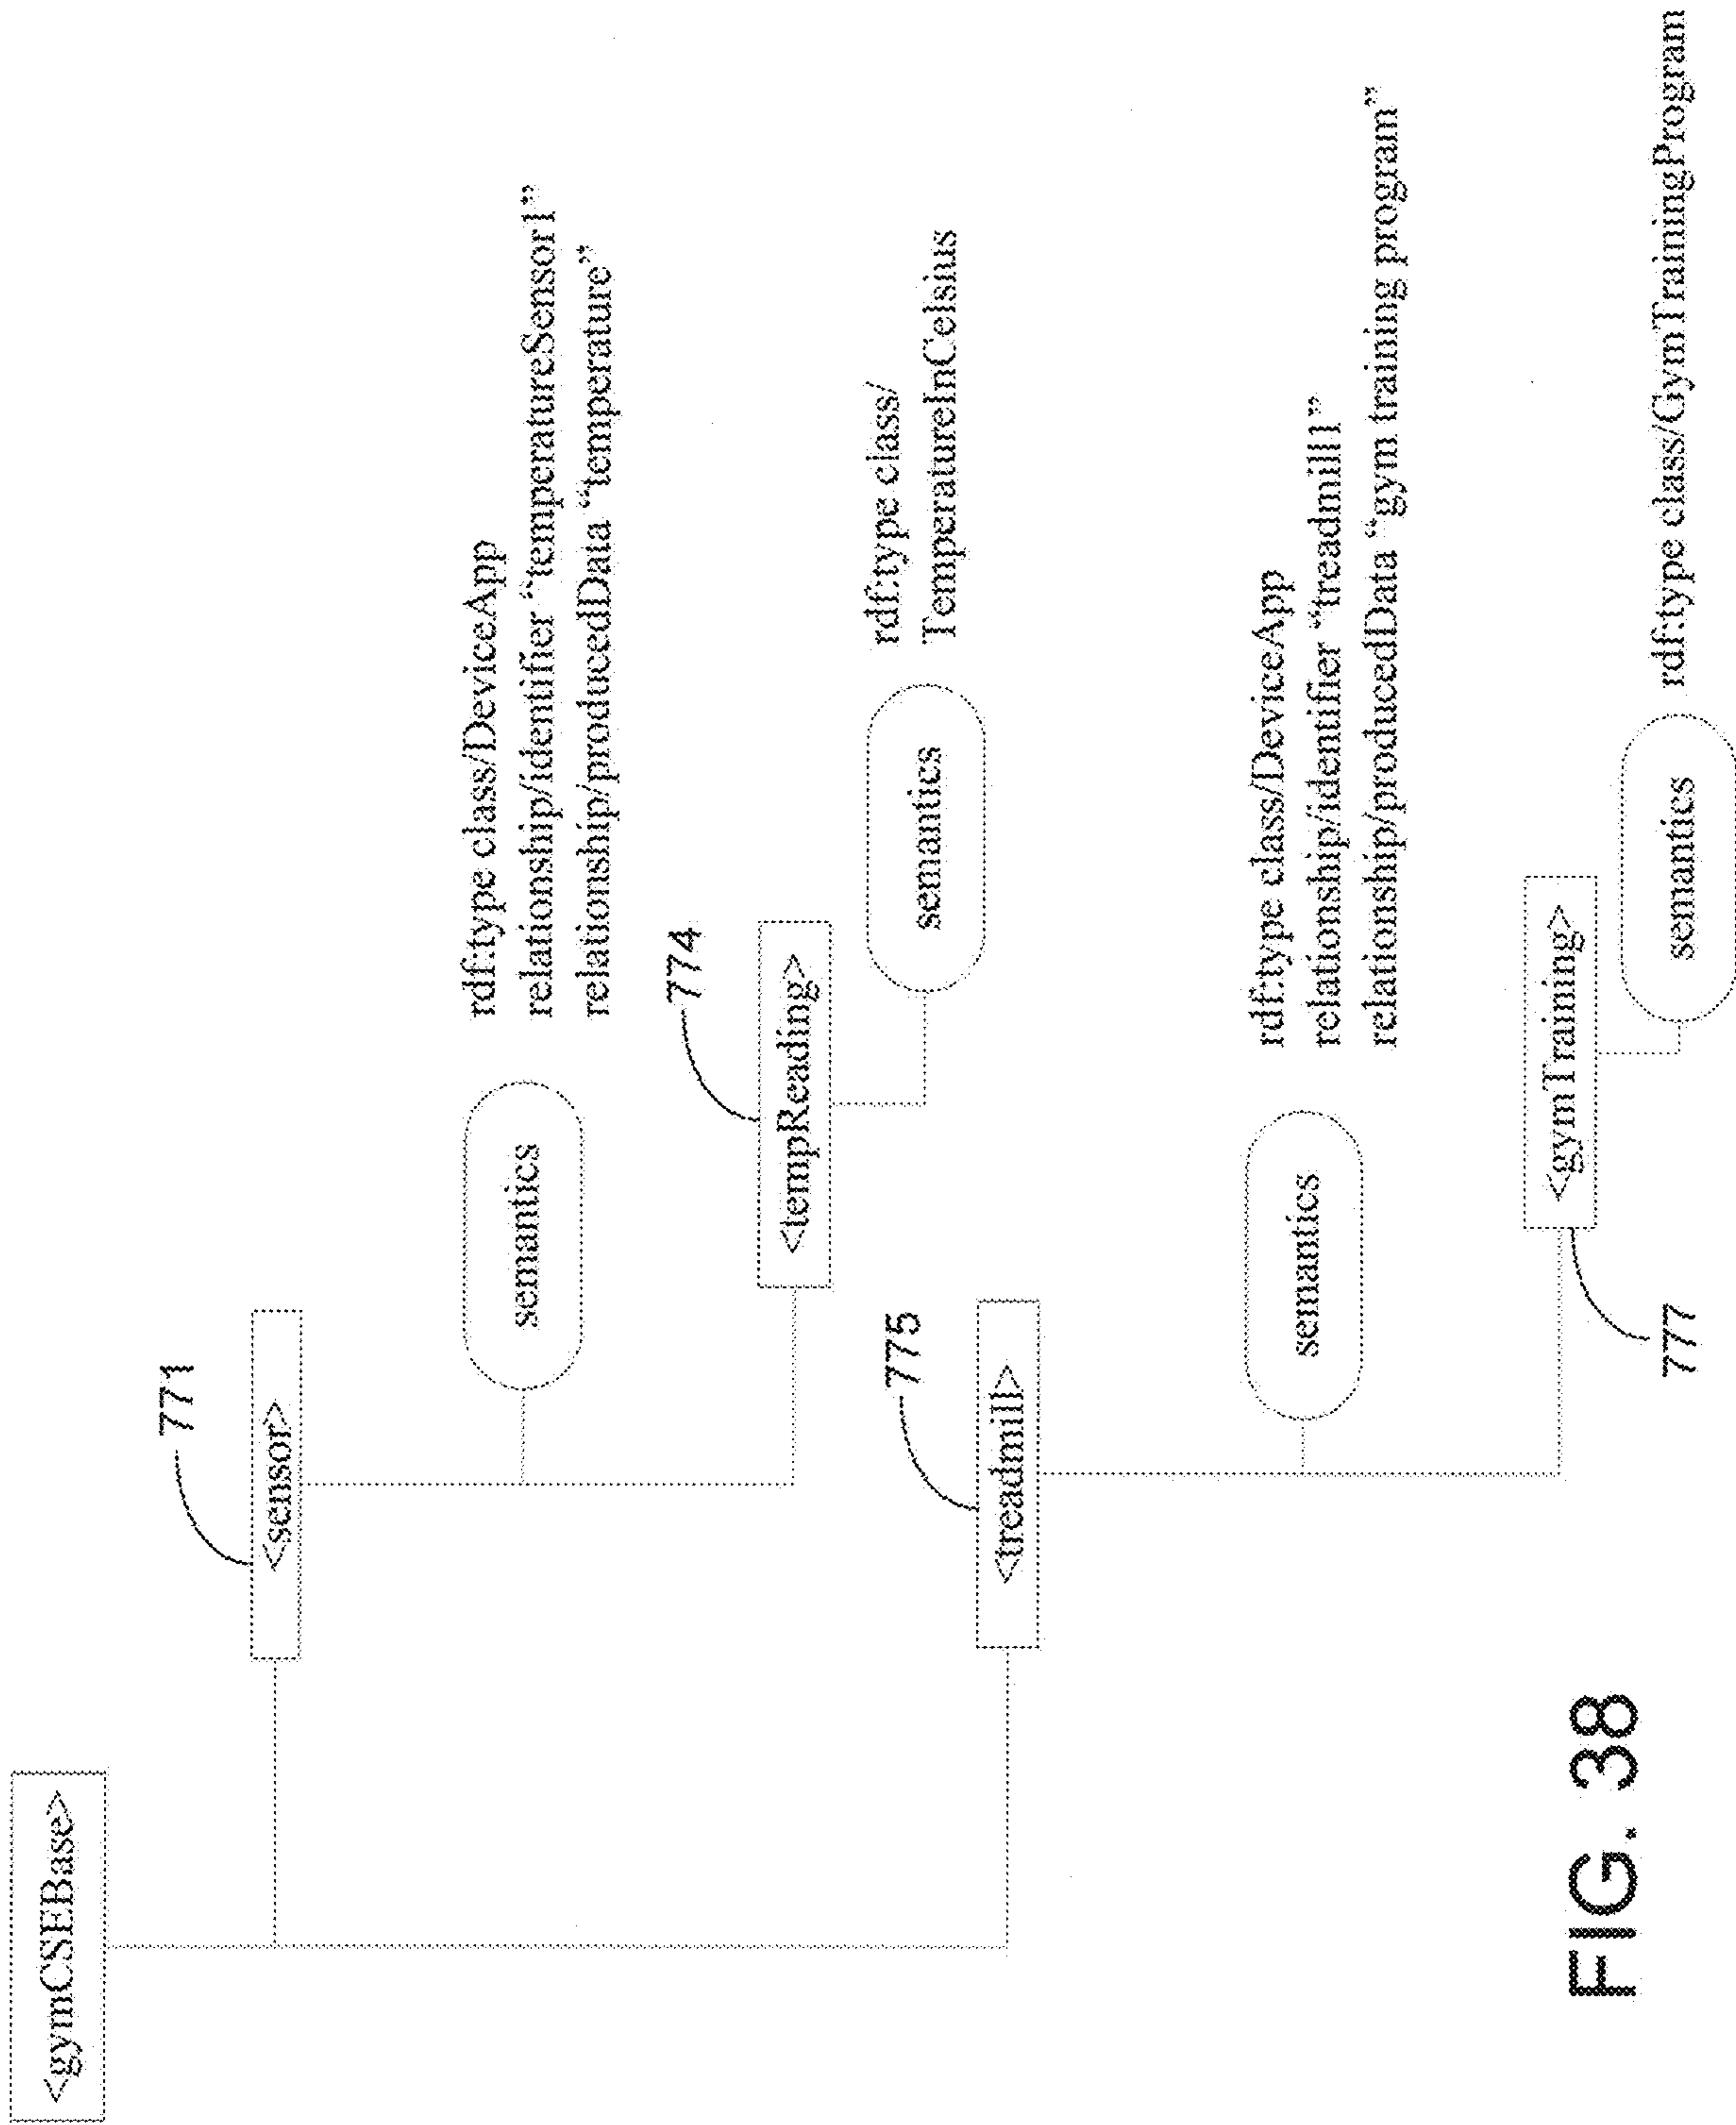 <gymCSEBase>
771
<sensor>
semantics
rdf:type class/DeviceApp
relationship/identifier “temperatureSensor1”
relationship/producedData “temperature”
774
<tempReading>
semantics
rdf:type class/
TemperatureInCelsius
775
<treadmill>
semantics
rdf:type class/DeviceApp
relationship/identifier “treadmill1”
relationship/producedData “gym training program”
<gymTraining>
777
semantics
rdf:type class/GymTrainingProgram
FIG. 38